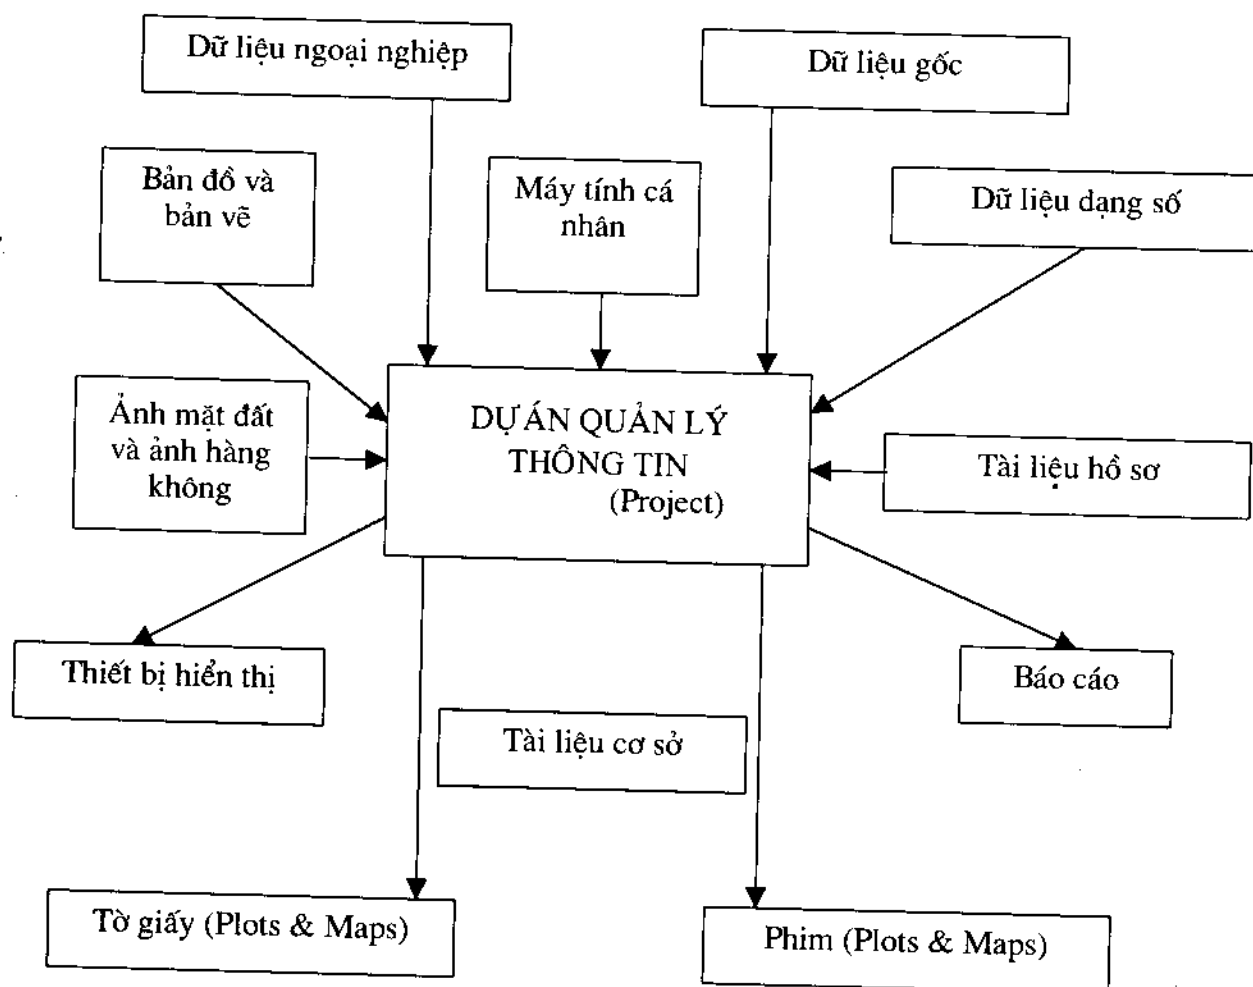 Dữ liệu ngoại nghiệp
Dữ liệu gốc
Bản đồ và
bản vẽ
Máy tính cá
nhân
Dữ liệu dạng số
Ảnh mặt đất
và ảnh hàng
không
DỰ ÁN QUẢN LÝ
THÔNG TIN
(Project)
Tài liệu hồ sơ
Thiết bị hiển thị
Báo cáo
Tài liệu cơ sở
Tờ giấy (Plots & Maps)
Phim (Plots & Maps)